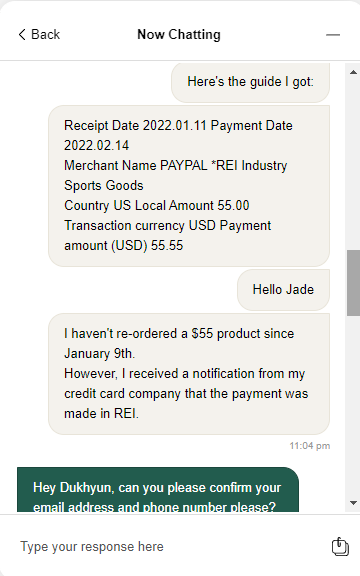 Back
Now Chatting
Here's the guide I got:
Receipt Date 2022.01.11 Payment Date
2022.02.14
Merchant Name PAYPAL *REI Industry
Sports Goods
Country US Local Amount 55.00
Transaction currency USD Payment
amount (USD) 55.55
Hello Jade
I haven't re-ordered a $55 product since
January 9th.
However, I received a notification from my
credit card company that the payment was
made in REI.
11:04 pm
Hey Dukhyun, can you please confirm your
email address and phone number please?
Type your response here